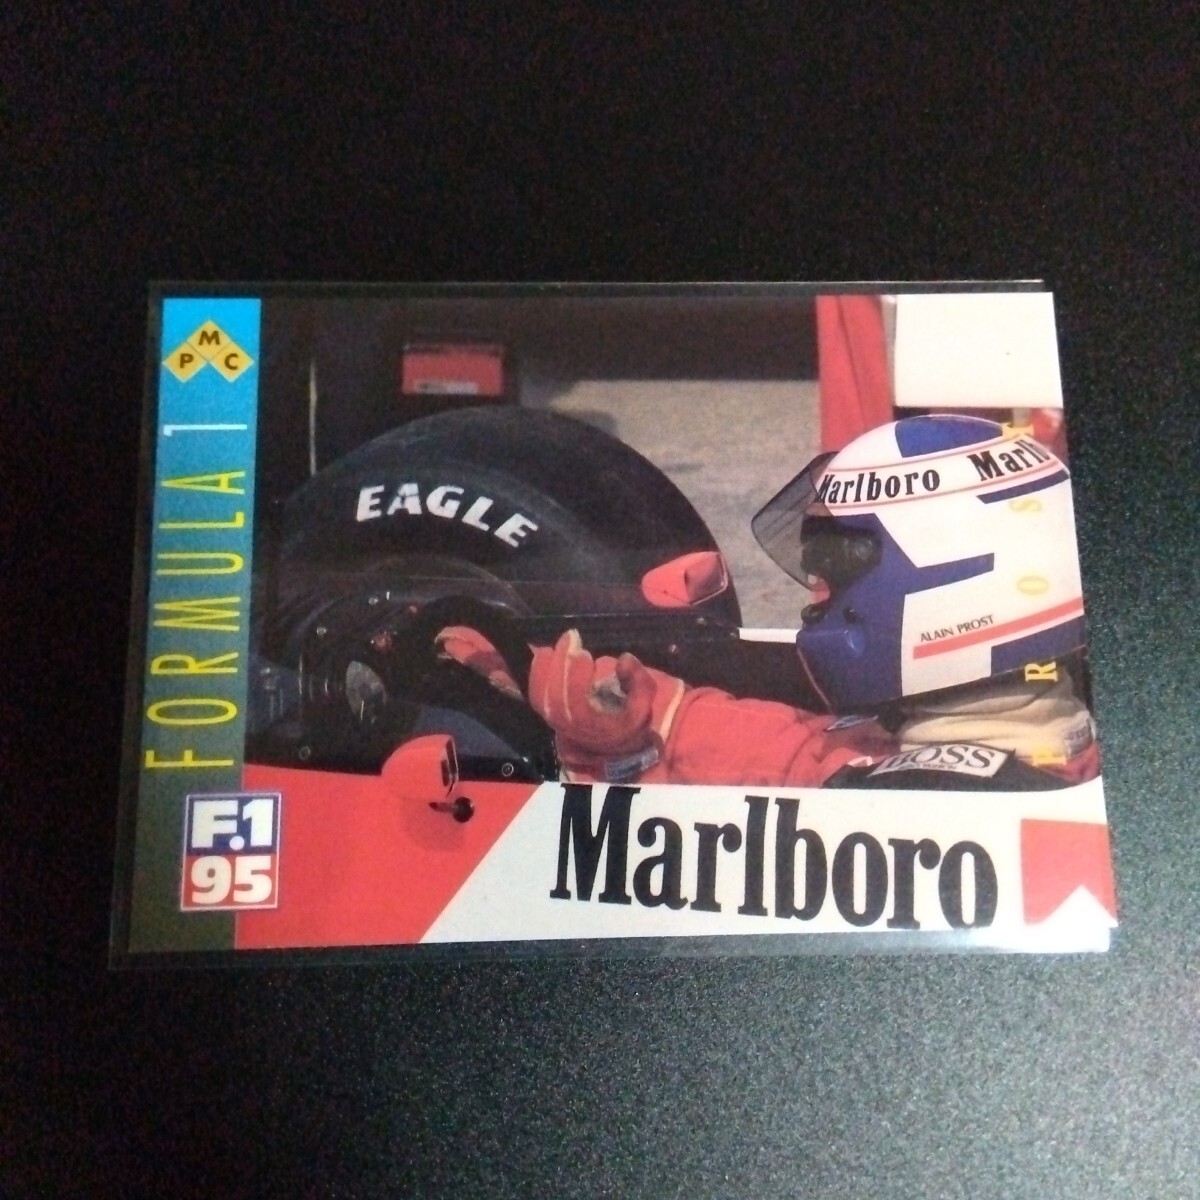 M
P C
FORMULA 1
F.1
95
EAGLE
Marlboro Marlb
ALAIN PROST
BOSS
Marlboro